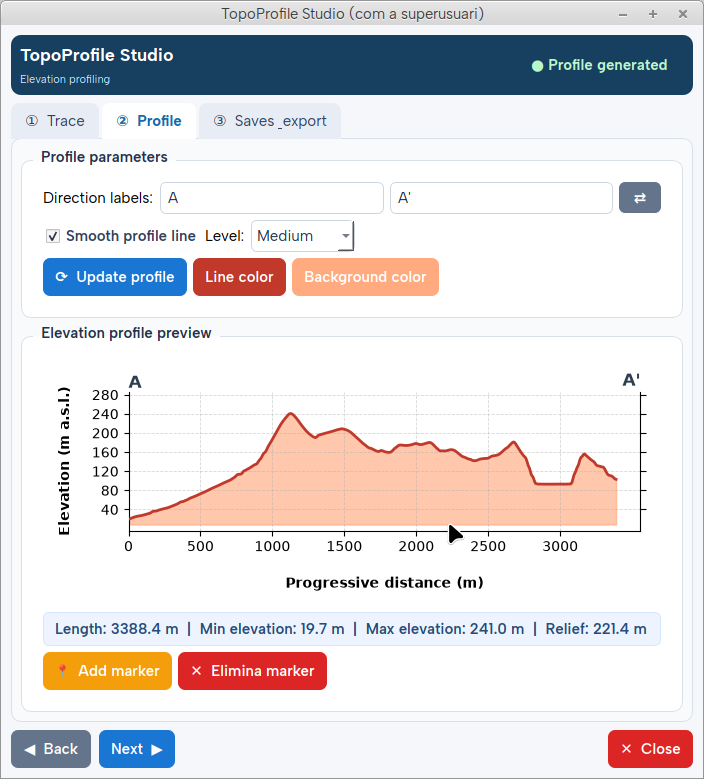 TopoProfile Studio (com a superusuari)
TopoProfile Studio
Elevation profiling
Profile generated
① Trace
② Profile
③ Saves _export
Profile parameters
Direction labels: A A'
Smooth profile line Level: Medium
Update profile Line color Background color
Elevation profile preview
A A'
Elevation (m a.s.l.)
280
240
200
160
120
80
40
0 500 1000 1500 2000 2500 3000
Progressive distance (m)
Length: 3388.4 m | Min elevation: 19.7 m | Max elevation: 241.0 m | Relief: 221.4 m
Add marker Elimina marker
Back Next Close